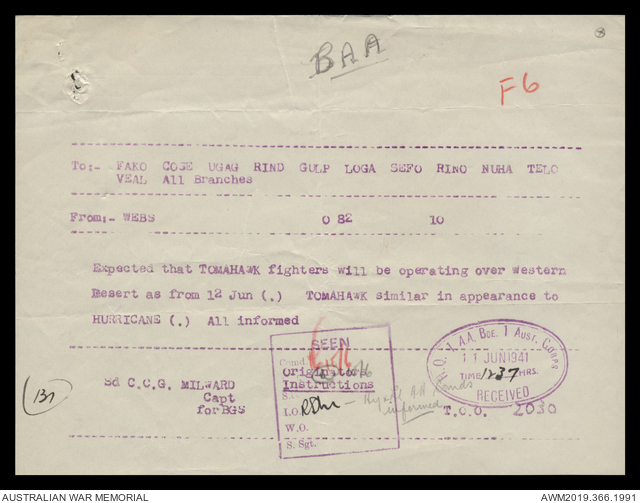 8
BAA
F6
To:- FAKO COSE UGAG RIND GULP LOGA SEFO RINO NUHA TELO
VEAL All Branches
From:- WEBS O 82 10
Expected that TOMAHAWK fighters will be operating over Western
Desert as from 12 Jun (.) TOMAHAWK similar in appearance to
HURRICANE (.) All informed
SEEN
Originators
Instructions
I.O.
W.O.
S. Sgt.
Sd C.C.G. MILWARD
Capt
for BGS
131
H.Q. 1 A.A. BDE. 1 AUST. CORPS
11 JUN 1941
TIME 1237 HRS.
RECEIVED
informed
T.O.O. 2030
AUSTRALIAN WAR MEMORIAL
AWM2019.366.1991